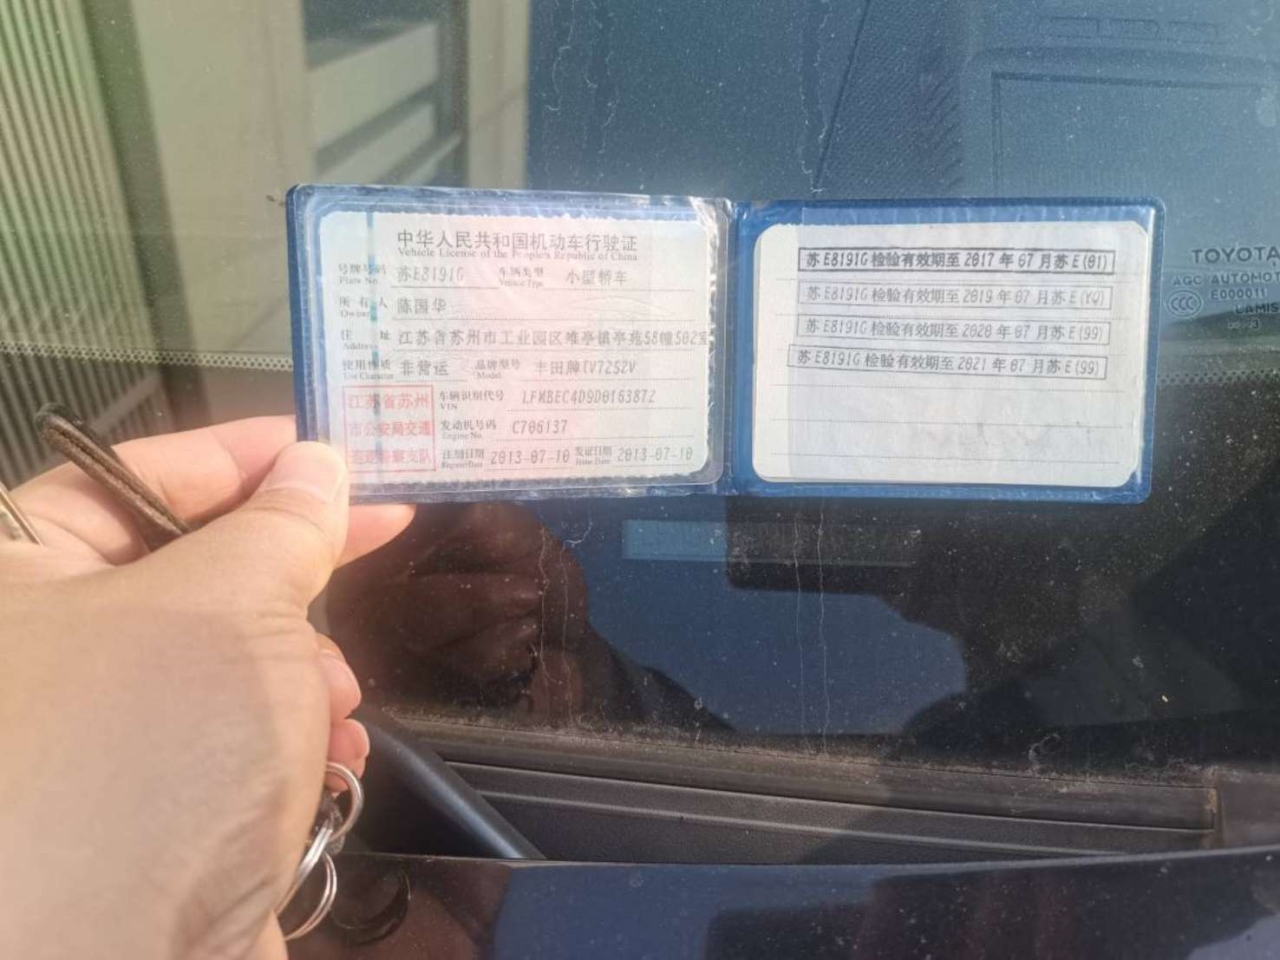 中华人民共和国机动车行驶证
Vehicle License of the People's Republic of China
号牌号码 苏E8191G 车辆类型 小型轿车
Plate No. Vehicle Type
所有人 陈国华
Owner
住址 江苏省苏州市工业园区唯亭镇亭苑58幢502室
Address
使用性质 非营运 品牌型号 丰田牌TV7252V
Use Character Model
江苏省苏州 车辆识别代号 LFMBEC4D9D0163872
VIN
市公安局交通 发动机号码 C706137
Engine No.
巡逻警察支队 注册日期 2013-07-10 发证日期 2013-07-10
Register Date Issue Date
苏E8191G检验有效期至2017年07月苏E(01)
苏E8191G检验有效期至2019年07月苏E(YQ)
苏E8191G检验有效期至2020年07月苏E(99)
苏E8191G检验有效期至2021年07月苏E(99)
TOYOTA
AGC AUTOMOT
CCC E000011
LAMIS